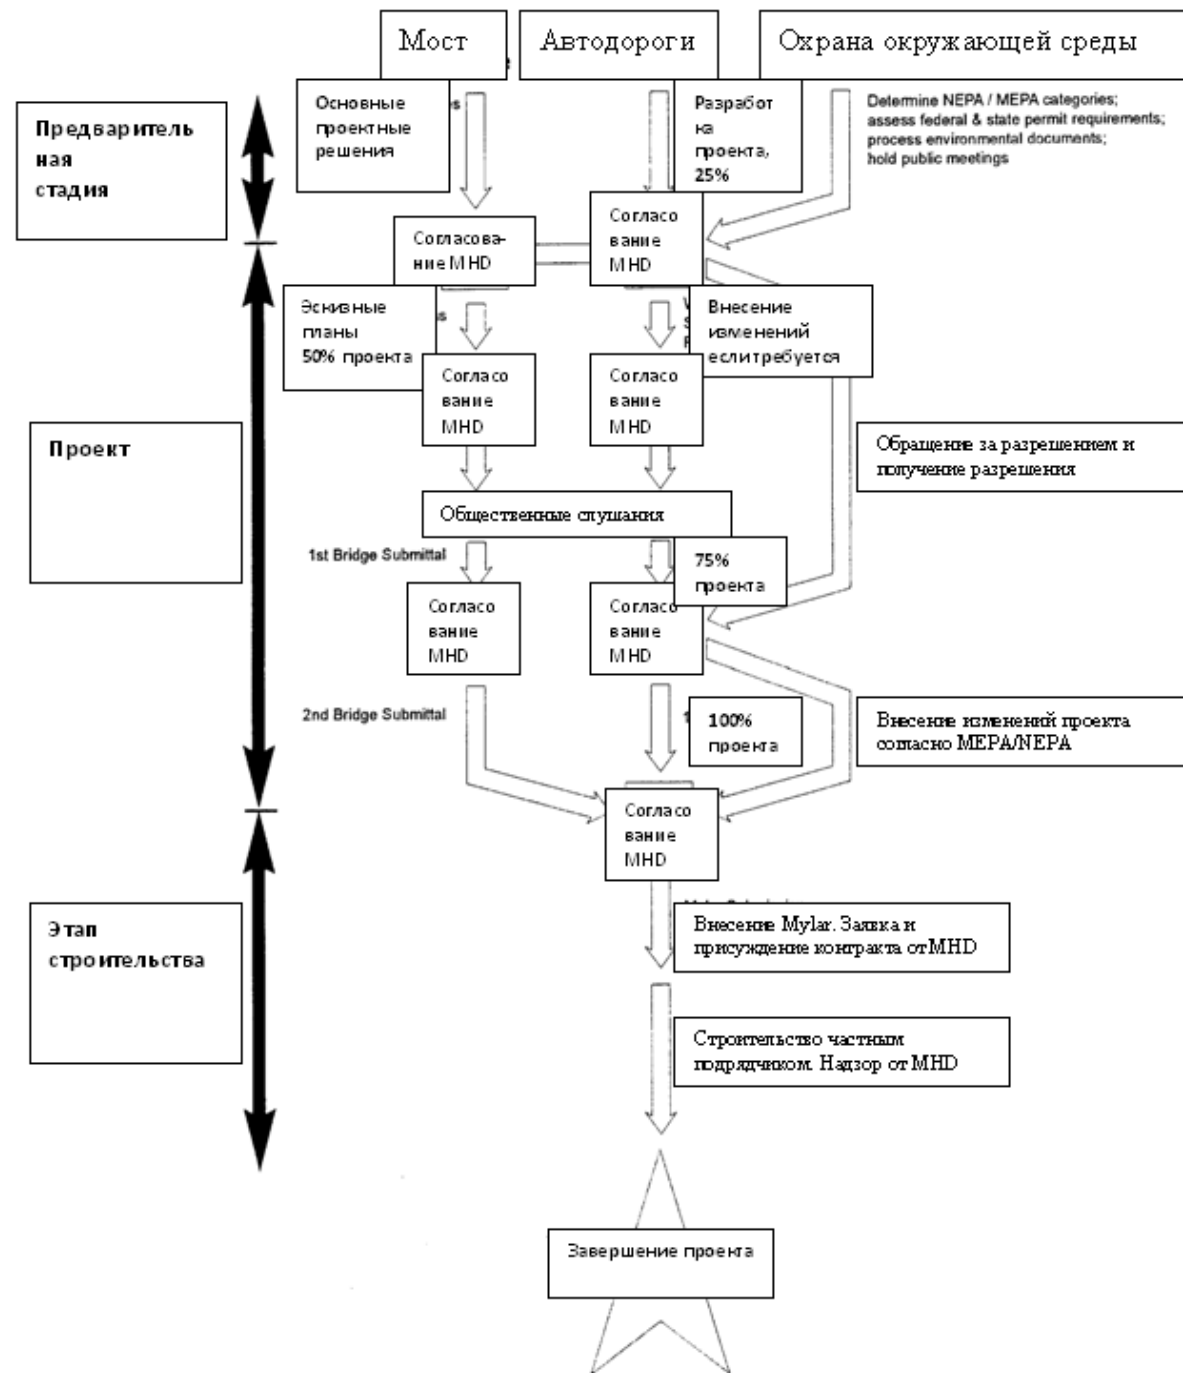 Мост
Автодороги
Охрана окружающей среды
Предваритель
ная
стадия
Основные
проектные
решения
Разработ
ка
проекта,
25%
Determine NEPA / MEPA categories;
assess federal & state permit requirements;
process environmental documents;
hold public meetings
Согласова-
ние MHD
Согласо
вание
MHD
Эскизные
планы
50% проекта
Внесение
изменений
если требуется
Согласо
вание
MHD
Согласо
вание
MHD
Проект
Обращение за разрешением и
получение разрешения
Общественные слушания
1st Bridge Submittal
75%
проекта
Согласо
вание
MHD
Согласо
вание
MHD
2nd Bridge Submittal
100%
проекта
Внесение изменений проекта
согласно MEPA/NEPA
Согласо
вание
MHD
Этап
строительства
Внесение Mylar. Заявка и
присуждение контракта от MHD
Строительство частным
подрядчиком. Надзор от MHD
Завершение проекта